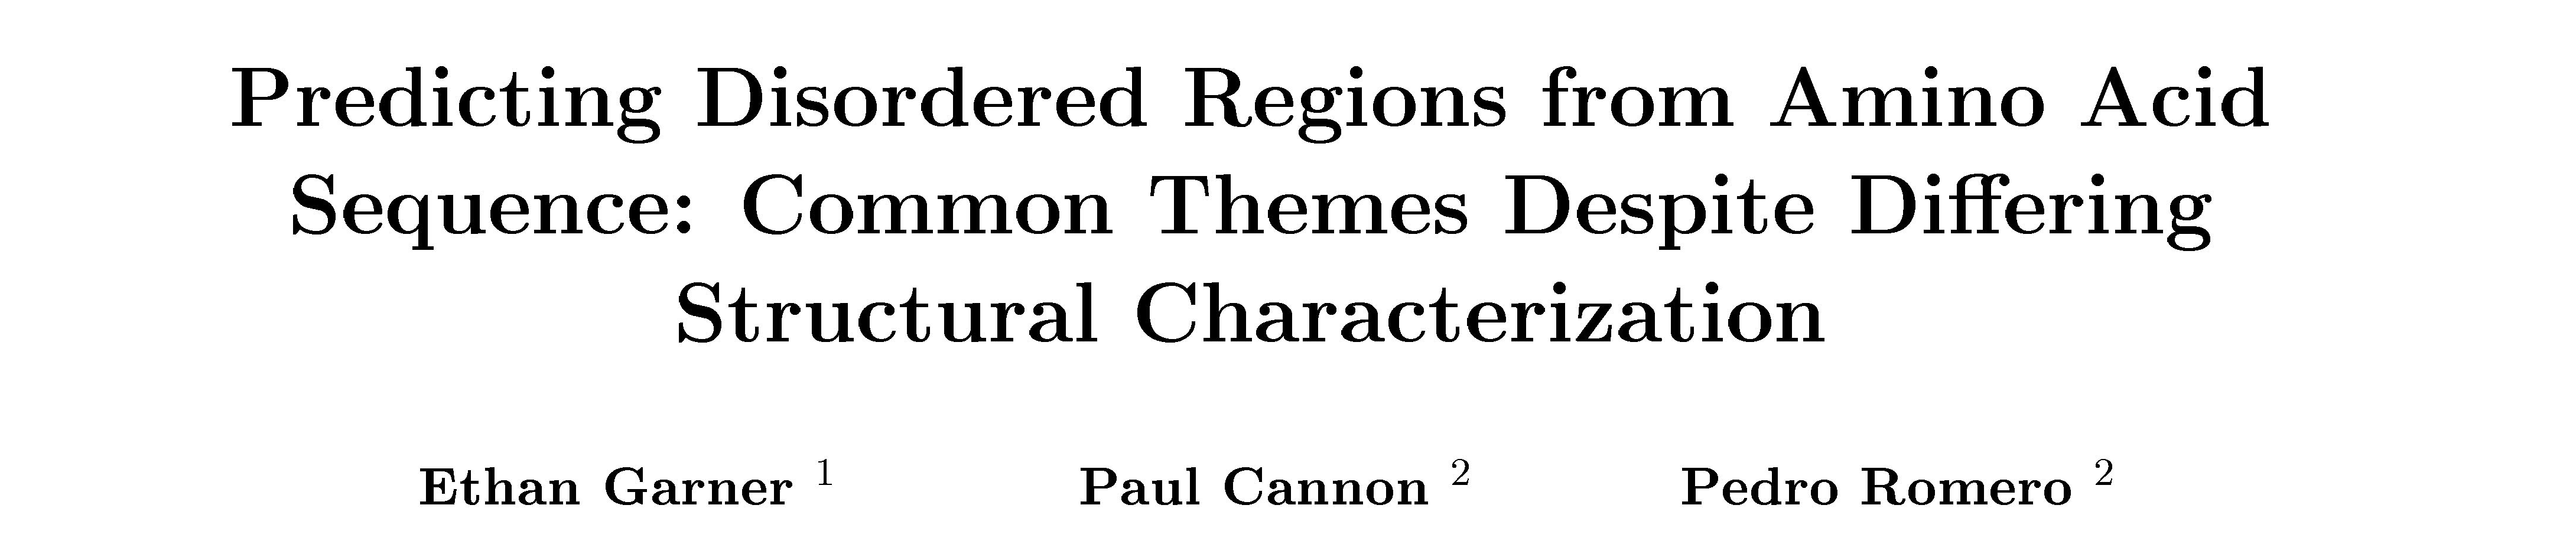 Predicting Disordered Regions from Amino Acid
Sequence: Common Themes Despite Differing
Structural Characterization
Ethan Garner 1 Paul Cannon 2 Pedro Romero 2